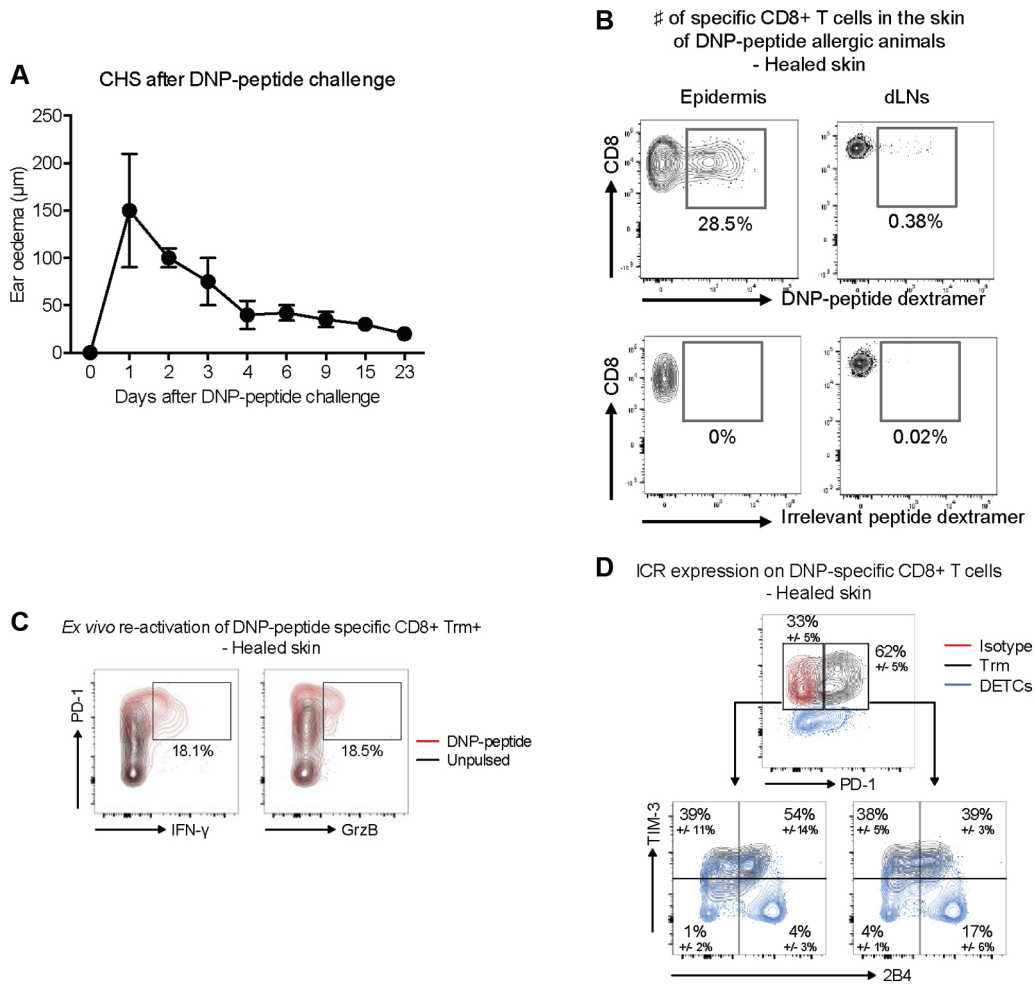 A
CHS after DNP-peptide challenge
Ear oedema (µm)
250
200
150
100
50
0
0 1 2 3 4 6 9 15 23
Days after DNP-peptide challenge
B
♯ of specific CD8+ T cells in the skin
of DNP-peptide allergic animals
- Healed skin
Epidermis dLNs
CD8
28.5% 0.38%
DNP-peptide dextramer
CD8
0% 0.02%
Irrelevant peptide dextramer
C
Ex vivo re-activation of DNP-peptide specific CD8+ Trm+
- Healed skin
PD-1
18.1% 18.5%
IFN-γ GrzB
DNP-peptide
Unpulsed
D
ICR expression on DNP-specific CD8+ T cells
- Healed skin
33%
+/- 5%
62%
+/- 5%
Isotype
Trm
DETCs
PD-1
TIM-3
39% 54% 38% 39%
+/- 11% +/- 14% +/- 5% +/- 3%
1% 4% 4% 17%
+/- 2% +/- 3% +/- 1% +/- 6%
2B4